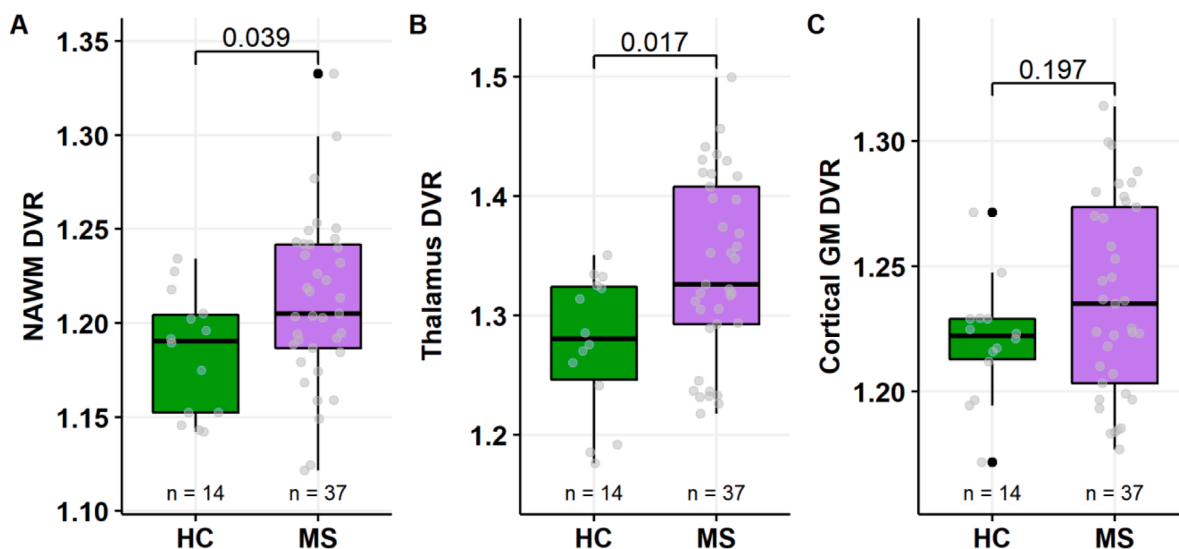 A
NAWM DVR
1.35
1.30
1.25
1.20
1.15
1.10
0.039
n = 14
n = 37
HC
MS
B
Thalamus DVR
1.5
1.4
1.3
1.2
0.017
n = 14
n = 37
HC
MS
C
Cortical GM DVR
1.30
1.25
1.20
0.197
n = 14
n = 37
HC
MS